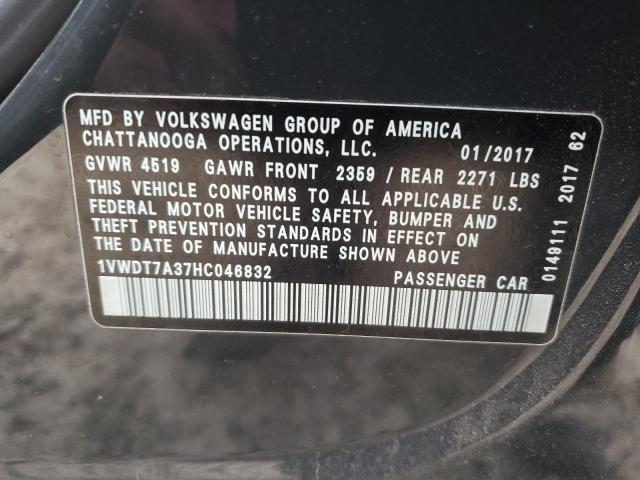 MFD BY VOLKSWAGEN GROUP OF AMERICA
CHATTANOOGA OPERATIONS, LLC. 01/2017
GVWR 4519 GAWR FRONT 2359 / REAR 2271 LBS
THIS VEHICLE CONFORMS TO ALL APPLICABLE U.S.
FEDERAL MOTOR VEHICLE SAFETY, BUMPER AND
THEFT PREVENTION STANDARDS IN EFFECT ON
THE DATE OF MANUFACTURE SHOWN ABOVE
1VWDT7A37HC046832 PASSENGER CAR
0149111 2017 62